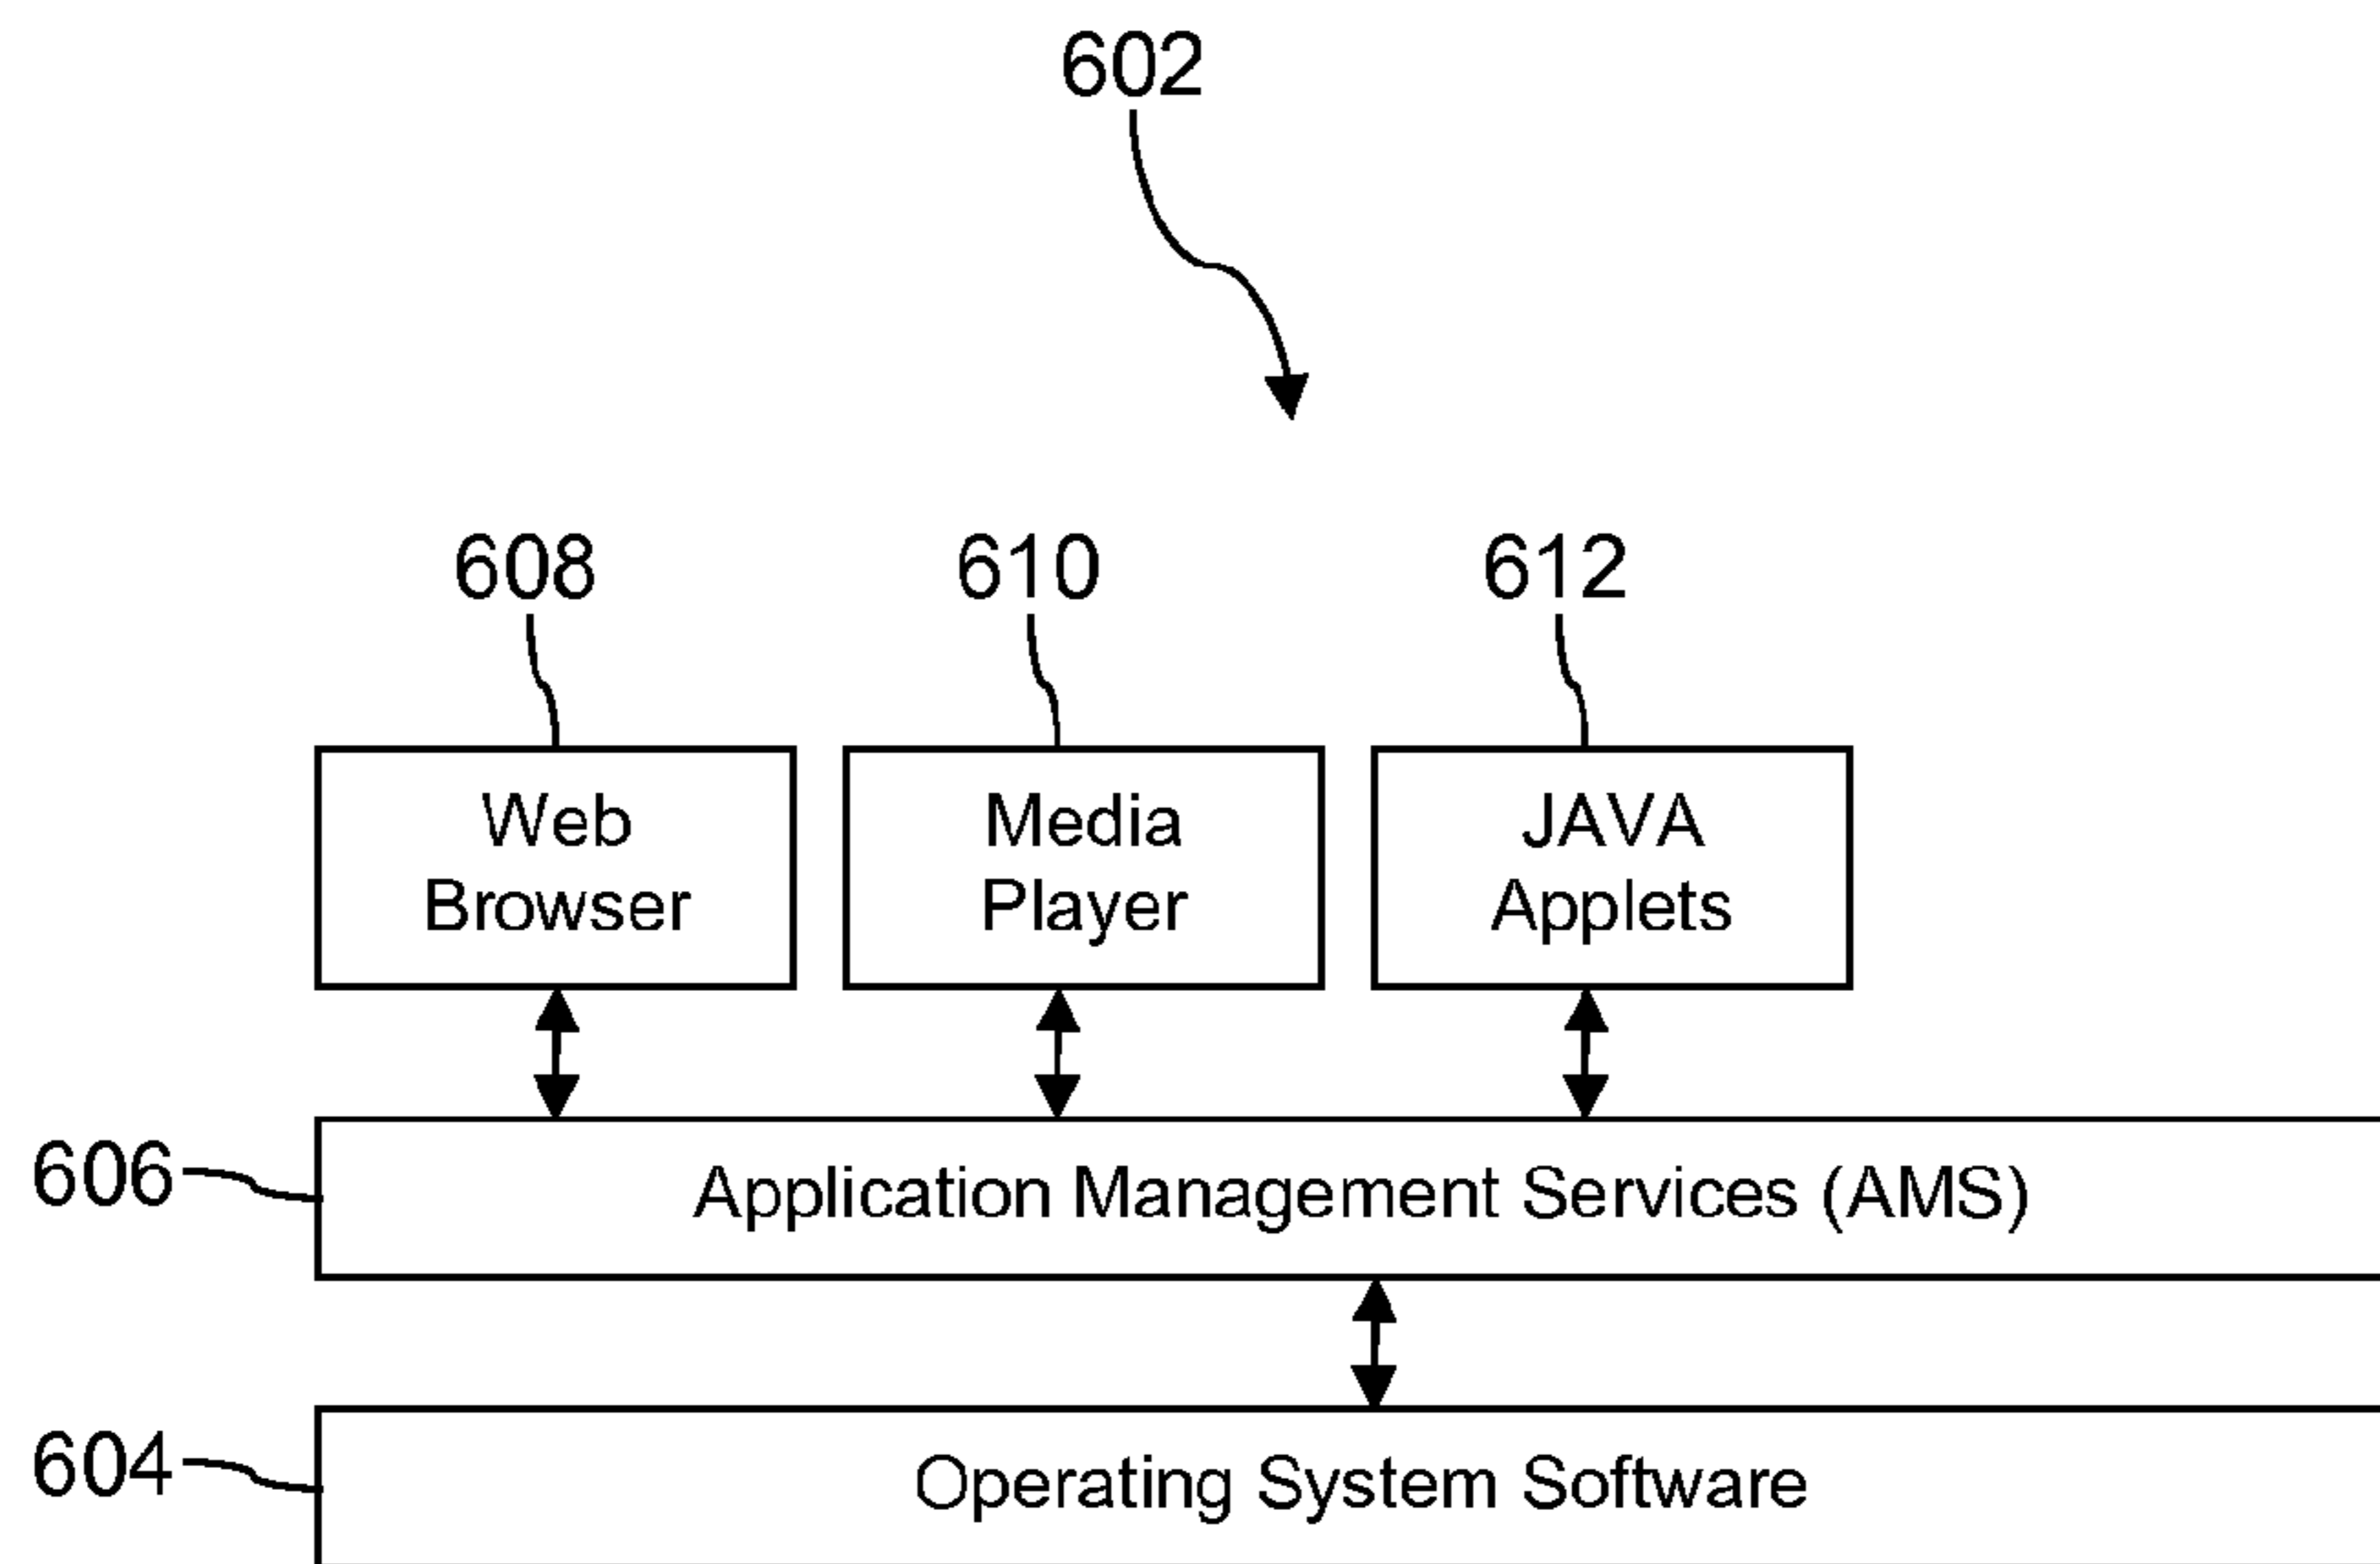 602
608
610
612
Web
Browser
Media
Player
JAVA
Applets
606
Application Management Services (AMS)
604
Operating System Software